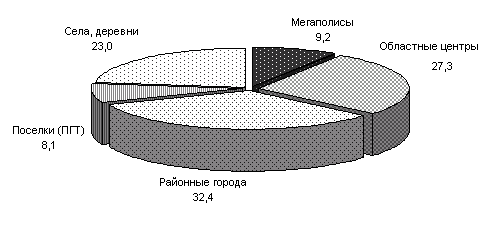 Мегаполисы
9,2
Областные центры
27,3
Районные города
32,4
Поселки (ПГТ)
8,1
Села, деревни
23,0